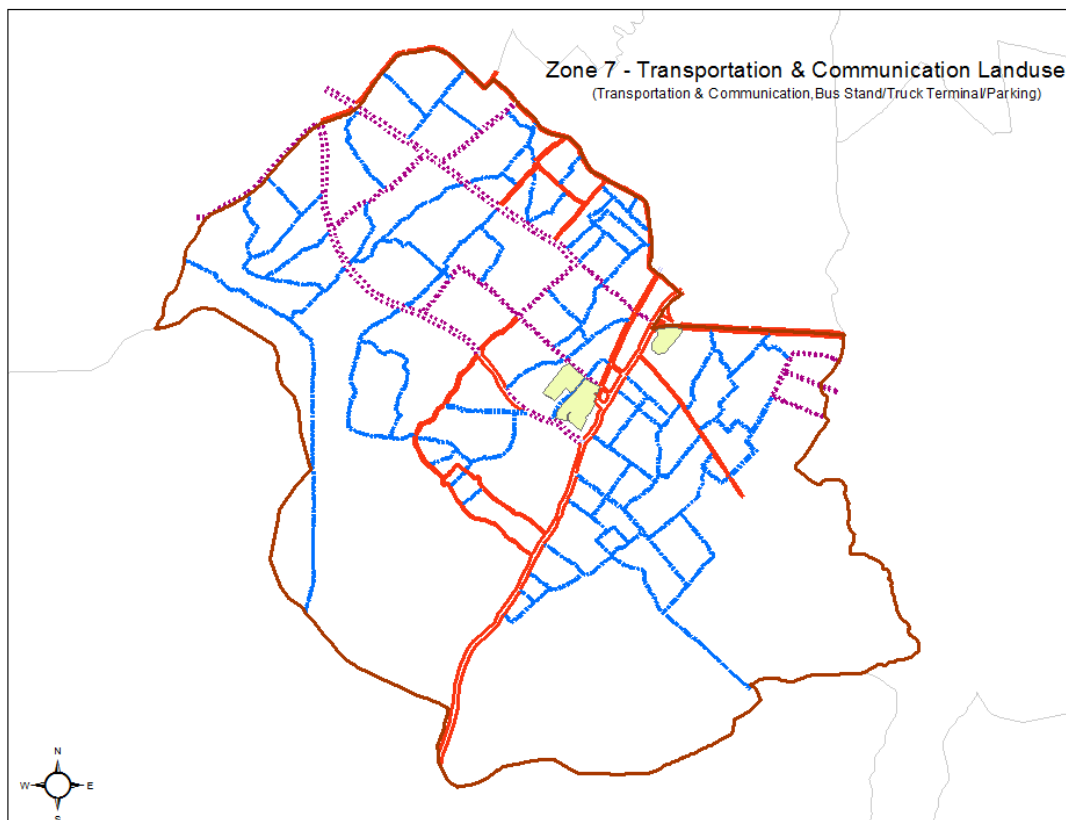 Zone 7 - Transportation & Communication Landuse
(Transportation & Communication,Bus Stand/Truck Terminal/Parking)
N
W E
S